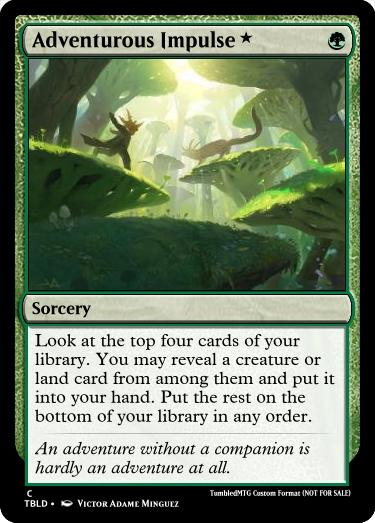 Adventurous Impulse ★
Sorcery
Look at the top four cards of your
library. You may reveal a creature or
land card from among them and put it
into your hand. Put the rest on the
bottom of your library in any order.
An adventure without a companion is
hardly an adventure at all.
C
TBLD • Victor Adame Minguez
TumbledMTG Custom Format (NOT FOR SALE)